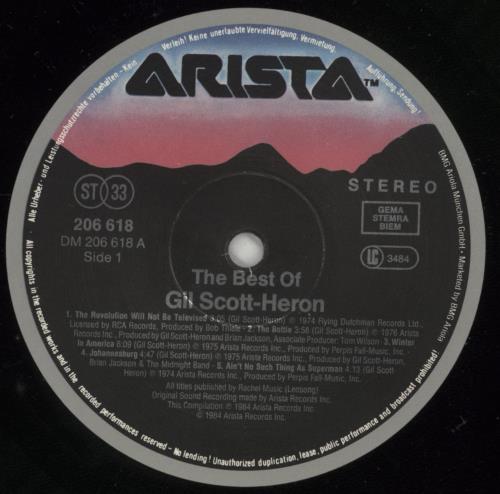 Alle Urheber- und Leistungsschutzrechte vorbehalten - Kein Verleih! Keine unerlaubte Vervielfältigung, Vermietung, Aufführung, Sendung!
ARISTA™
ST 33
STEREO
206 618
DM 206 618 A
Side 1
GEMA
STEMRA
BIEM
LC 3484
The Best Of
Gil Scott-Heron
1. The Revolution Will Not Be Televised 3:05 (Gil Scott-Heron) ℗ 1974 Flying Dutchman Records Ltd.,
Licensed by RCA Records, Produced by Bob Thiele - 2. The Bottle 3:56 (Gil Scott-Heron) ℗ 1976 Arista
Records Inc., Produced by Gil Scott-Heron and Brian Jackson, Associate Producer: Tom Wilson - 3. Winter
In America 6:09 (Gil Scott-Heron) ℗ 1975 Arista Records Inc., Produced by Perpis Fall-Music, Inc. -
4. Johannesburg 4:47 (Gil Scott-Heron) ℗ 1975 Arista Records Inc., Produced by Gil Scott-Heron,
Brian Jackson & The Midnight Band - 5. Ain't No Such Thing As Superman 4:13 (Gil Scott-
Heron) ℗ 1974 Arista Records Inc., Produced by Perpis Fall-Music, Inc.
All titles published by Rachel Music (Lensong)
Original Sound Recording made by Arista Records Inc.
This Compilation ℗ 1984 Arista Records Inc.
© 1984 Arista Records Inc.
BMG Ariola München GmbH • Marketed by BMG Ariola
All copyrights in the recorded works and in the recorded performances reserved - No lending! Unauthorized duplication, lease, public performance and broadcast prohibited!